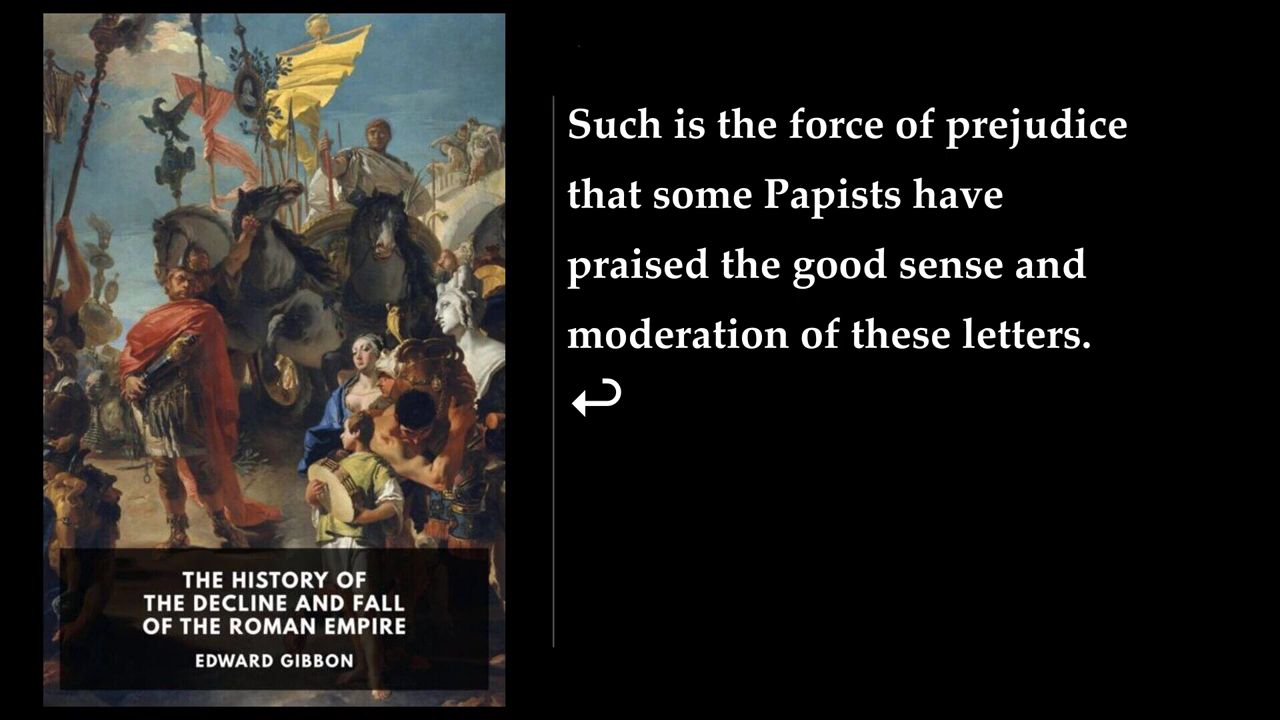 THE HISTORY OF
THE DECLINE AND FALL
OF THE ROMAN EMPIRE
EDWARD GIBBON
Such is the force of prejudice
that some Papists have
praised the good sense and
moderation of these letters.
↩